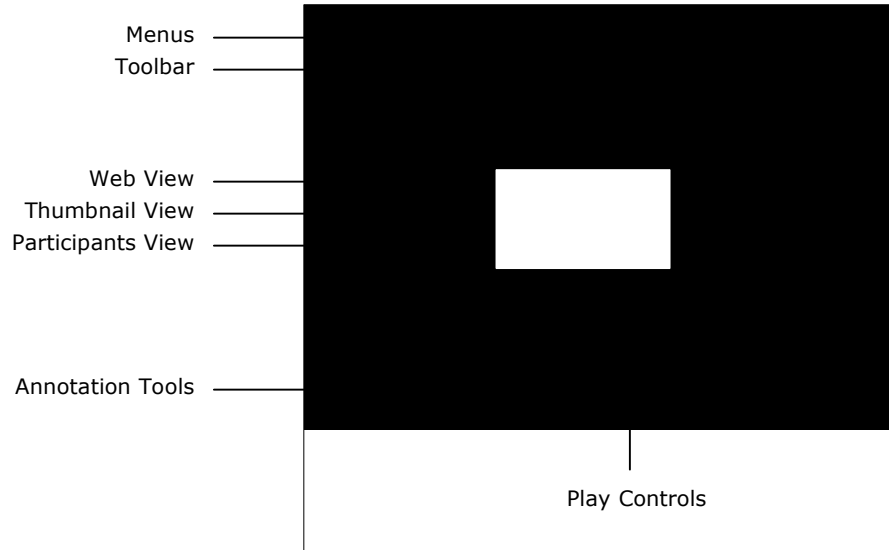 Menus
Toolbar
Web View
Thumbnail View
Participants View
Annotation Tools
Play Controls